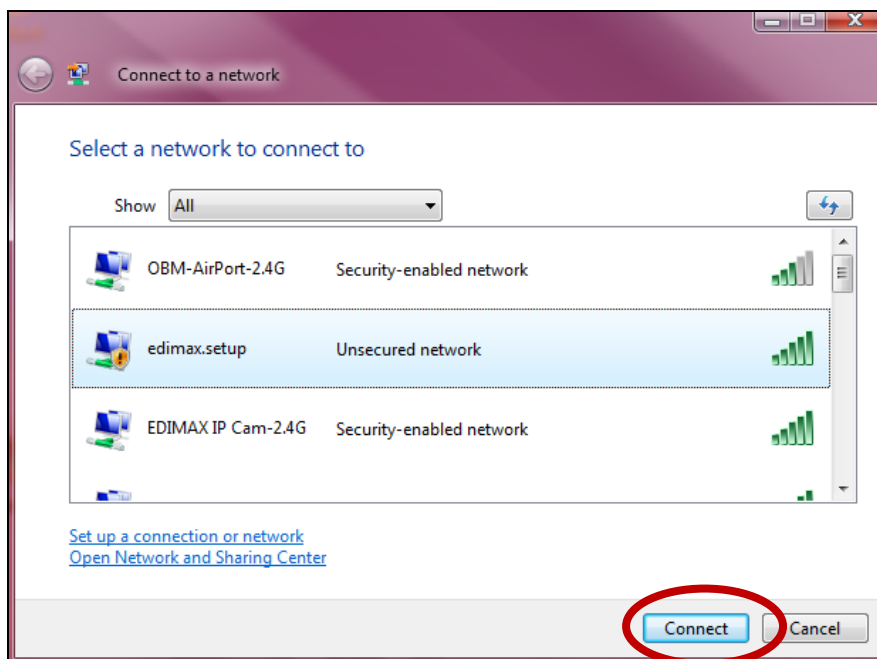 Connect to a network
Select a network to connect to
Show All
OBM-AirPort-2.4G Security-enabled network
edimax.setup Unsecured network
EDIMAX IP Cam-2.4G Security-enabled network
Set up a connection or network
Open Network and Sharing Center
Connect Cancel